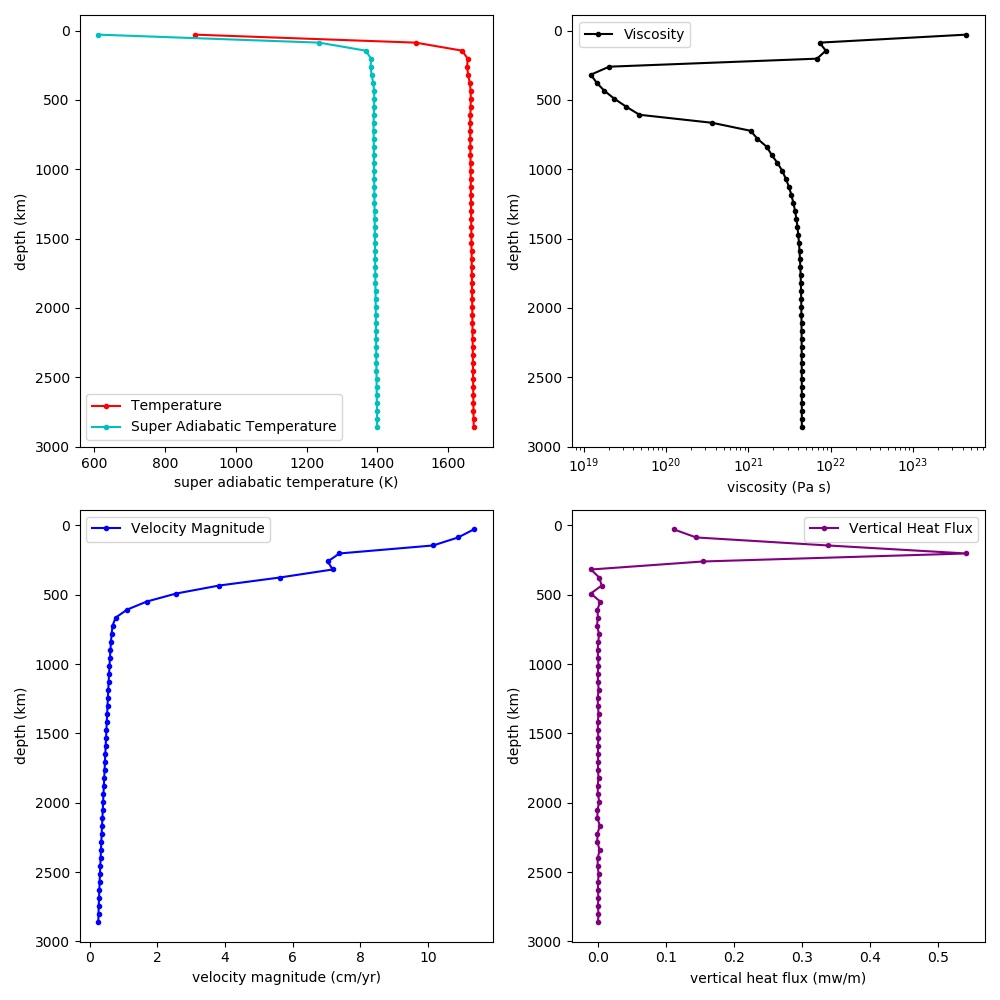 0
500
1000
1500
2000
2500
3000
depth (km)
600 800 1000 1200 1400 1600
super adiabatic temperature (K)
Temperature
Super Adiabatic Temperature
0
500
1000
1500
2000
2500
3000
depth (km)
10^19 10^20 10^21 10^22 10^23
viscosity (Pa s)
Viscosity
0
500
1000
1500
2000
2500
3000
depth (km)
0 2 4 6 8 10
velocity magnitude (cm/yr)
Velocity Magnitude
0
500
1000
1500
2000
2500
3000
depth (km)
0.0 0.1 0.2 0.3 0.4 0.5
vertical heat flux (mw/m)
Vertical Heat Flux